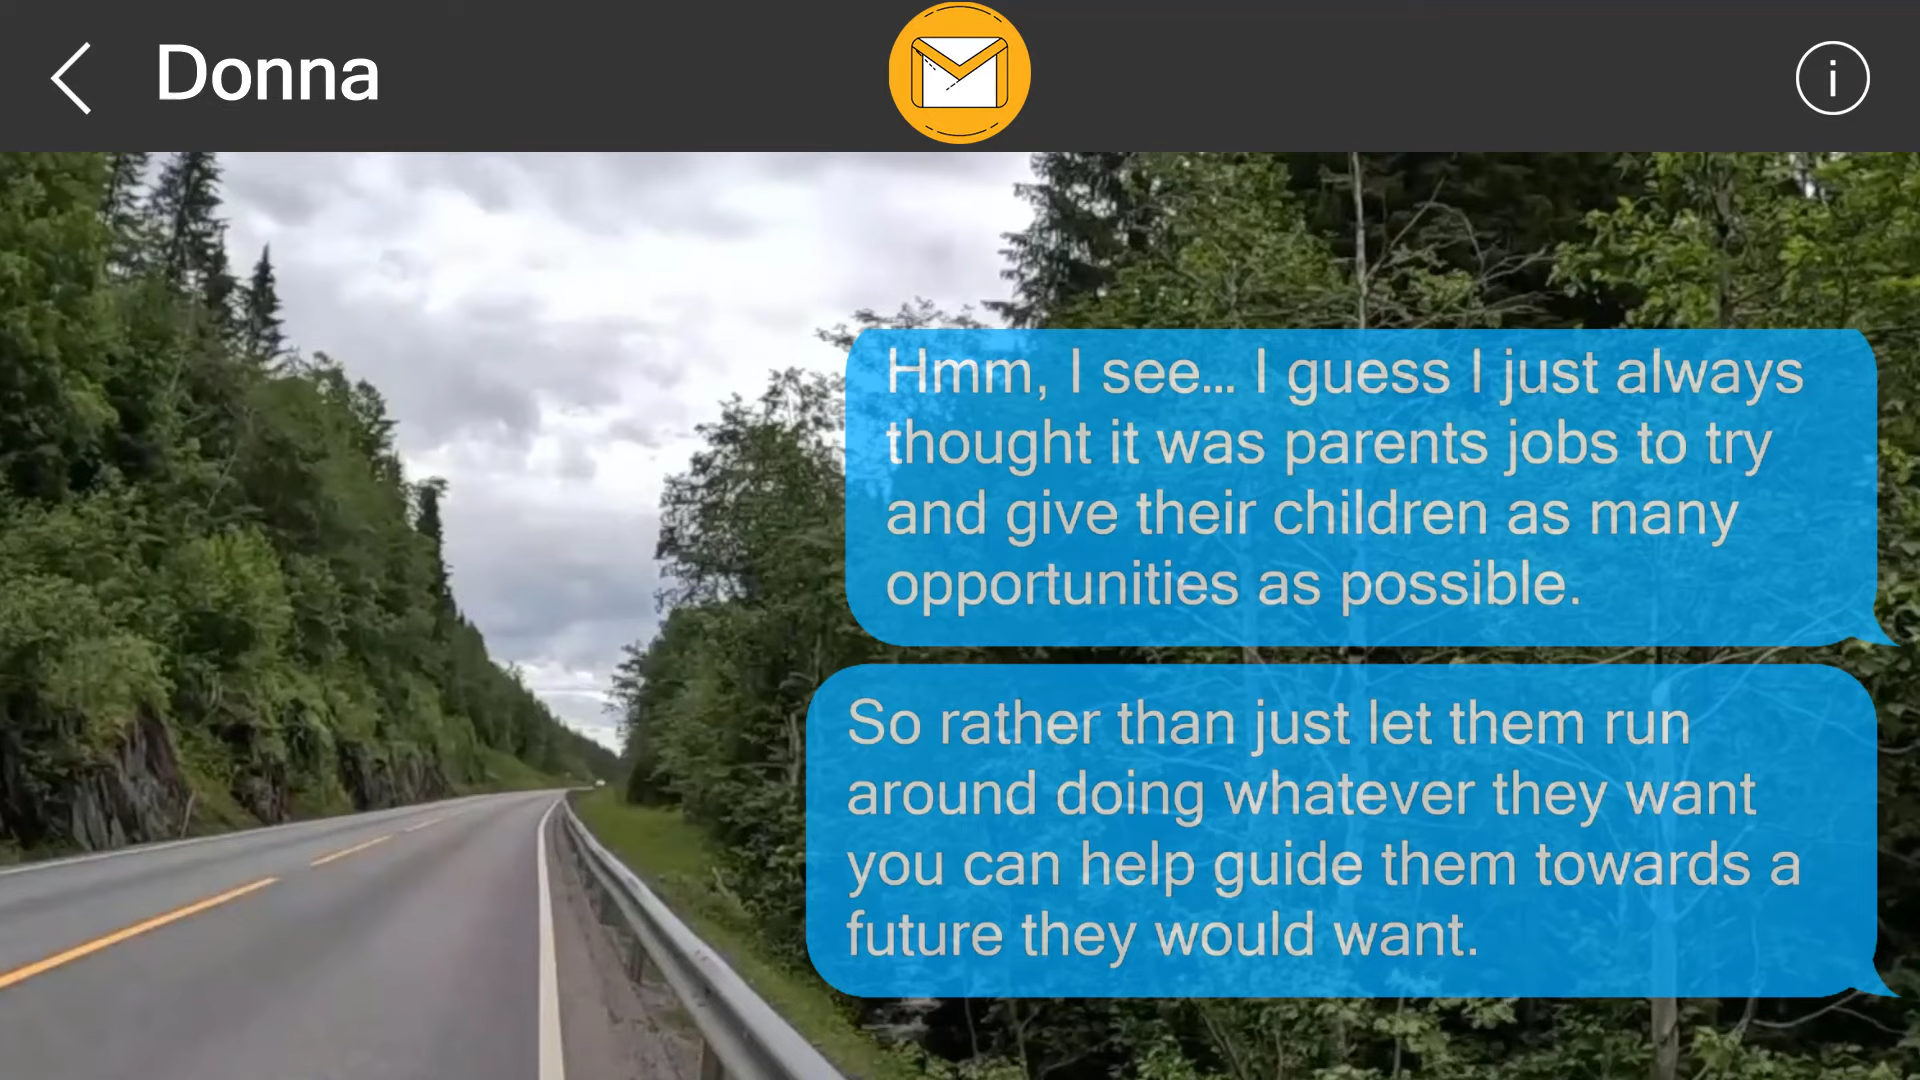 Donna
Hmm, I see... I guess I just always
thought it was parents jobs to try
and give their children as many
opportunities as possible.
So rather than just let them run
around doing whatever they want
you can help guide them towards a
future they would want.